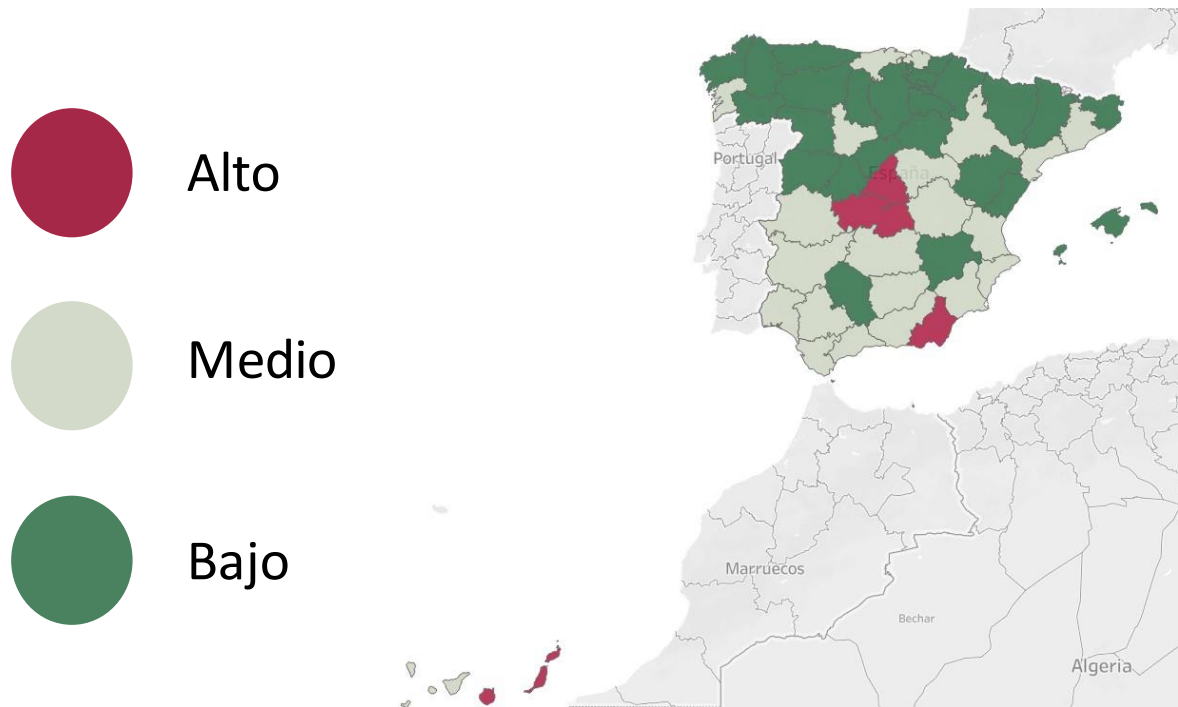 Alto
Medio
Bajo
Portugal
España
Marruecos
Bechar
Algeria